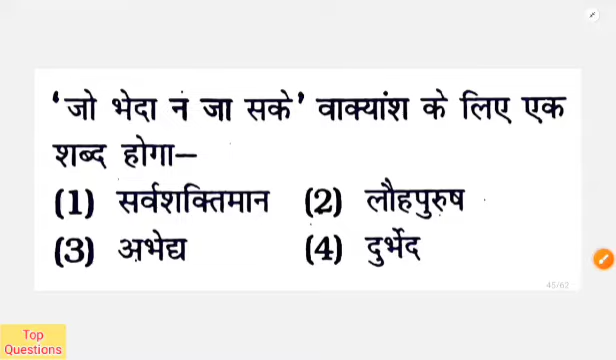 ‘जो भेदा न जा सके’ वाक्यांश के लिए एक
शब्द होगा–
(1) सर्वशक्तिमान (2) लौहपुरुष
(3) अभेद्य (4) दुर्भेद
45/62
Top
Questions